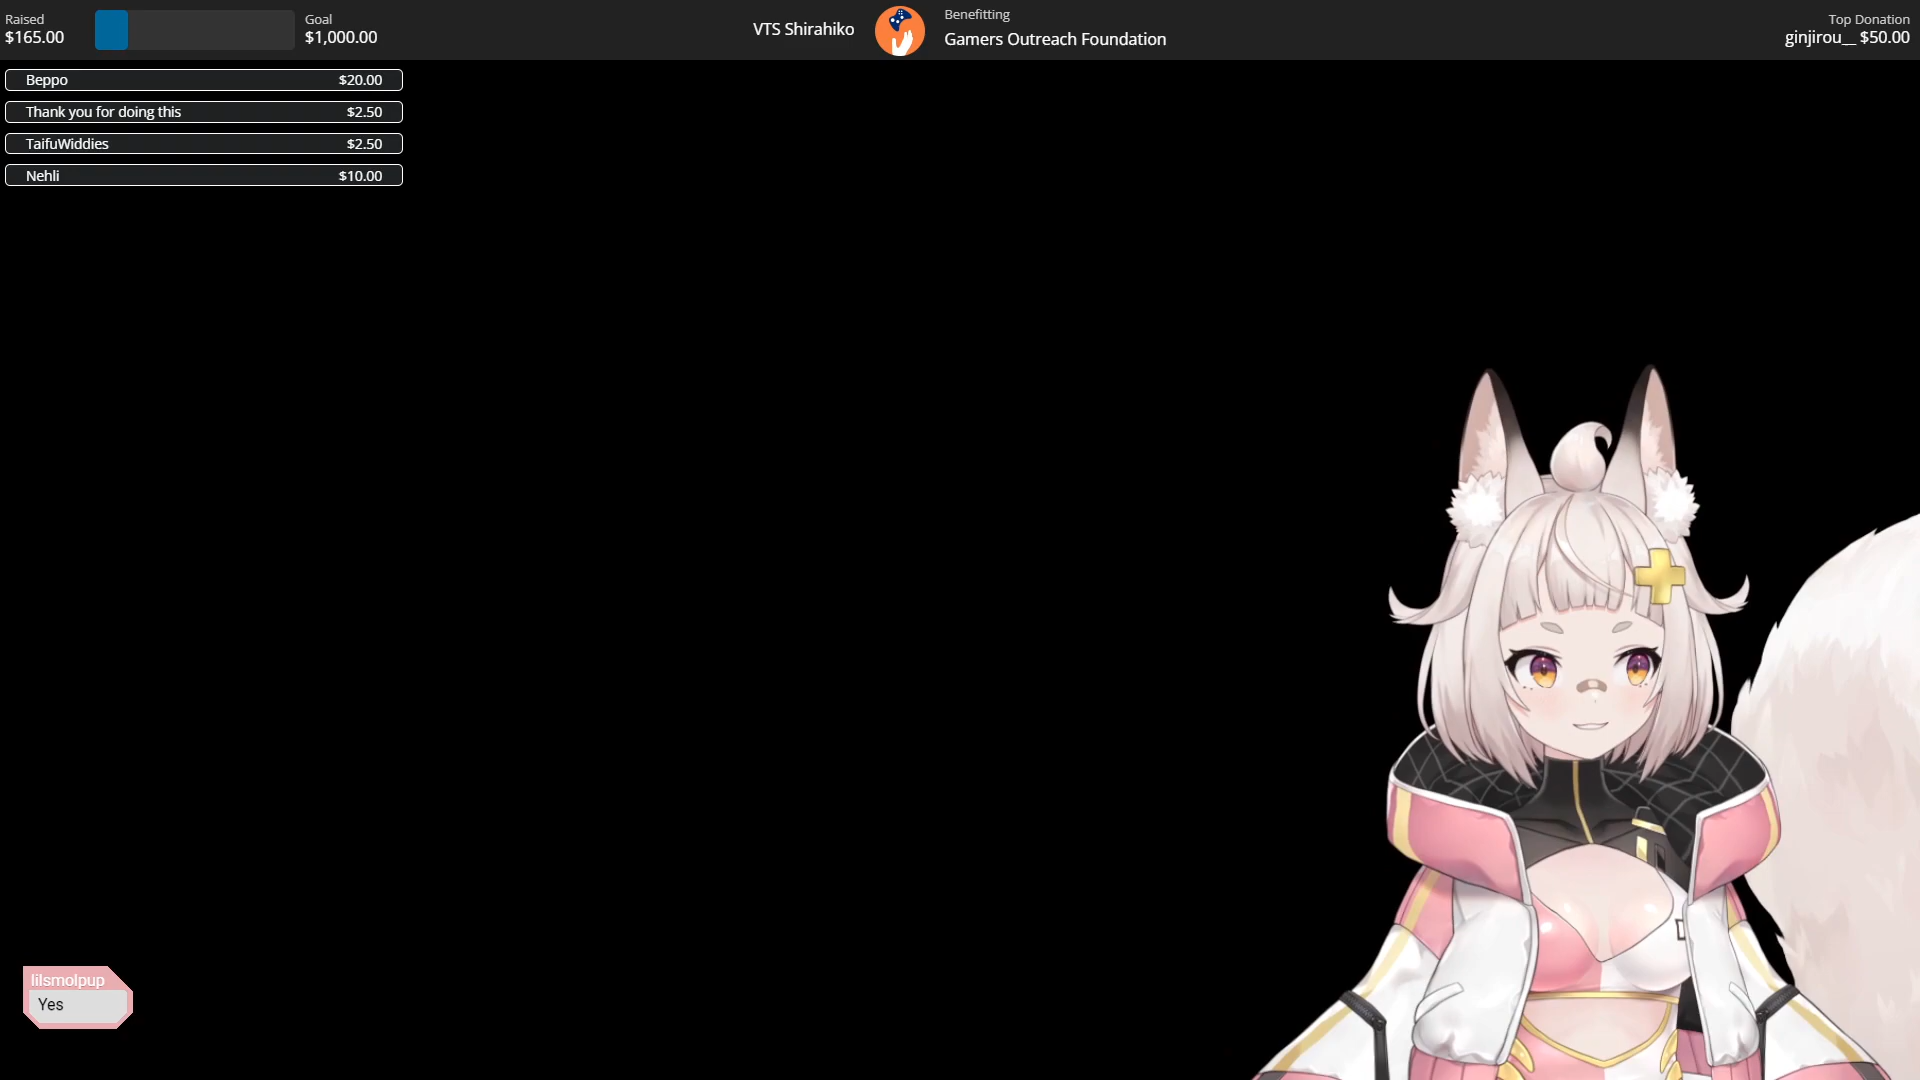 Raised
$165.00
Goal
$1,000.00
VTS Shirahiko
Benefitting
Gamers Outreach Foundation
Top Donation
ginjirou__ $50.00
Beppo $20.00
Thank you for doing this $2.50
TaifuWiddies $2.50
Nehli $10.00
lilsmolpup
Yes